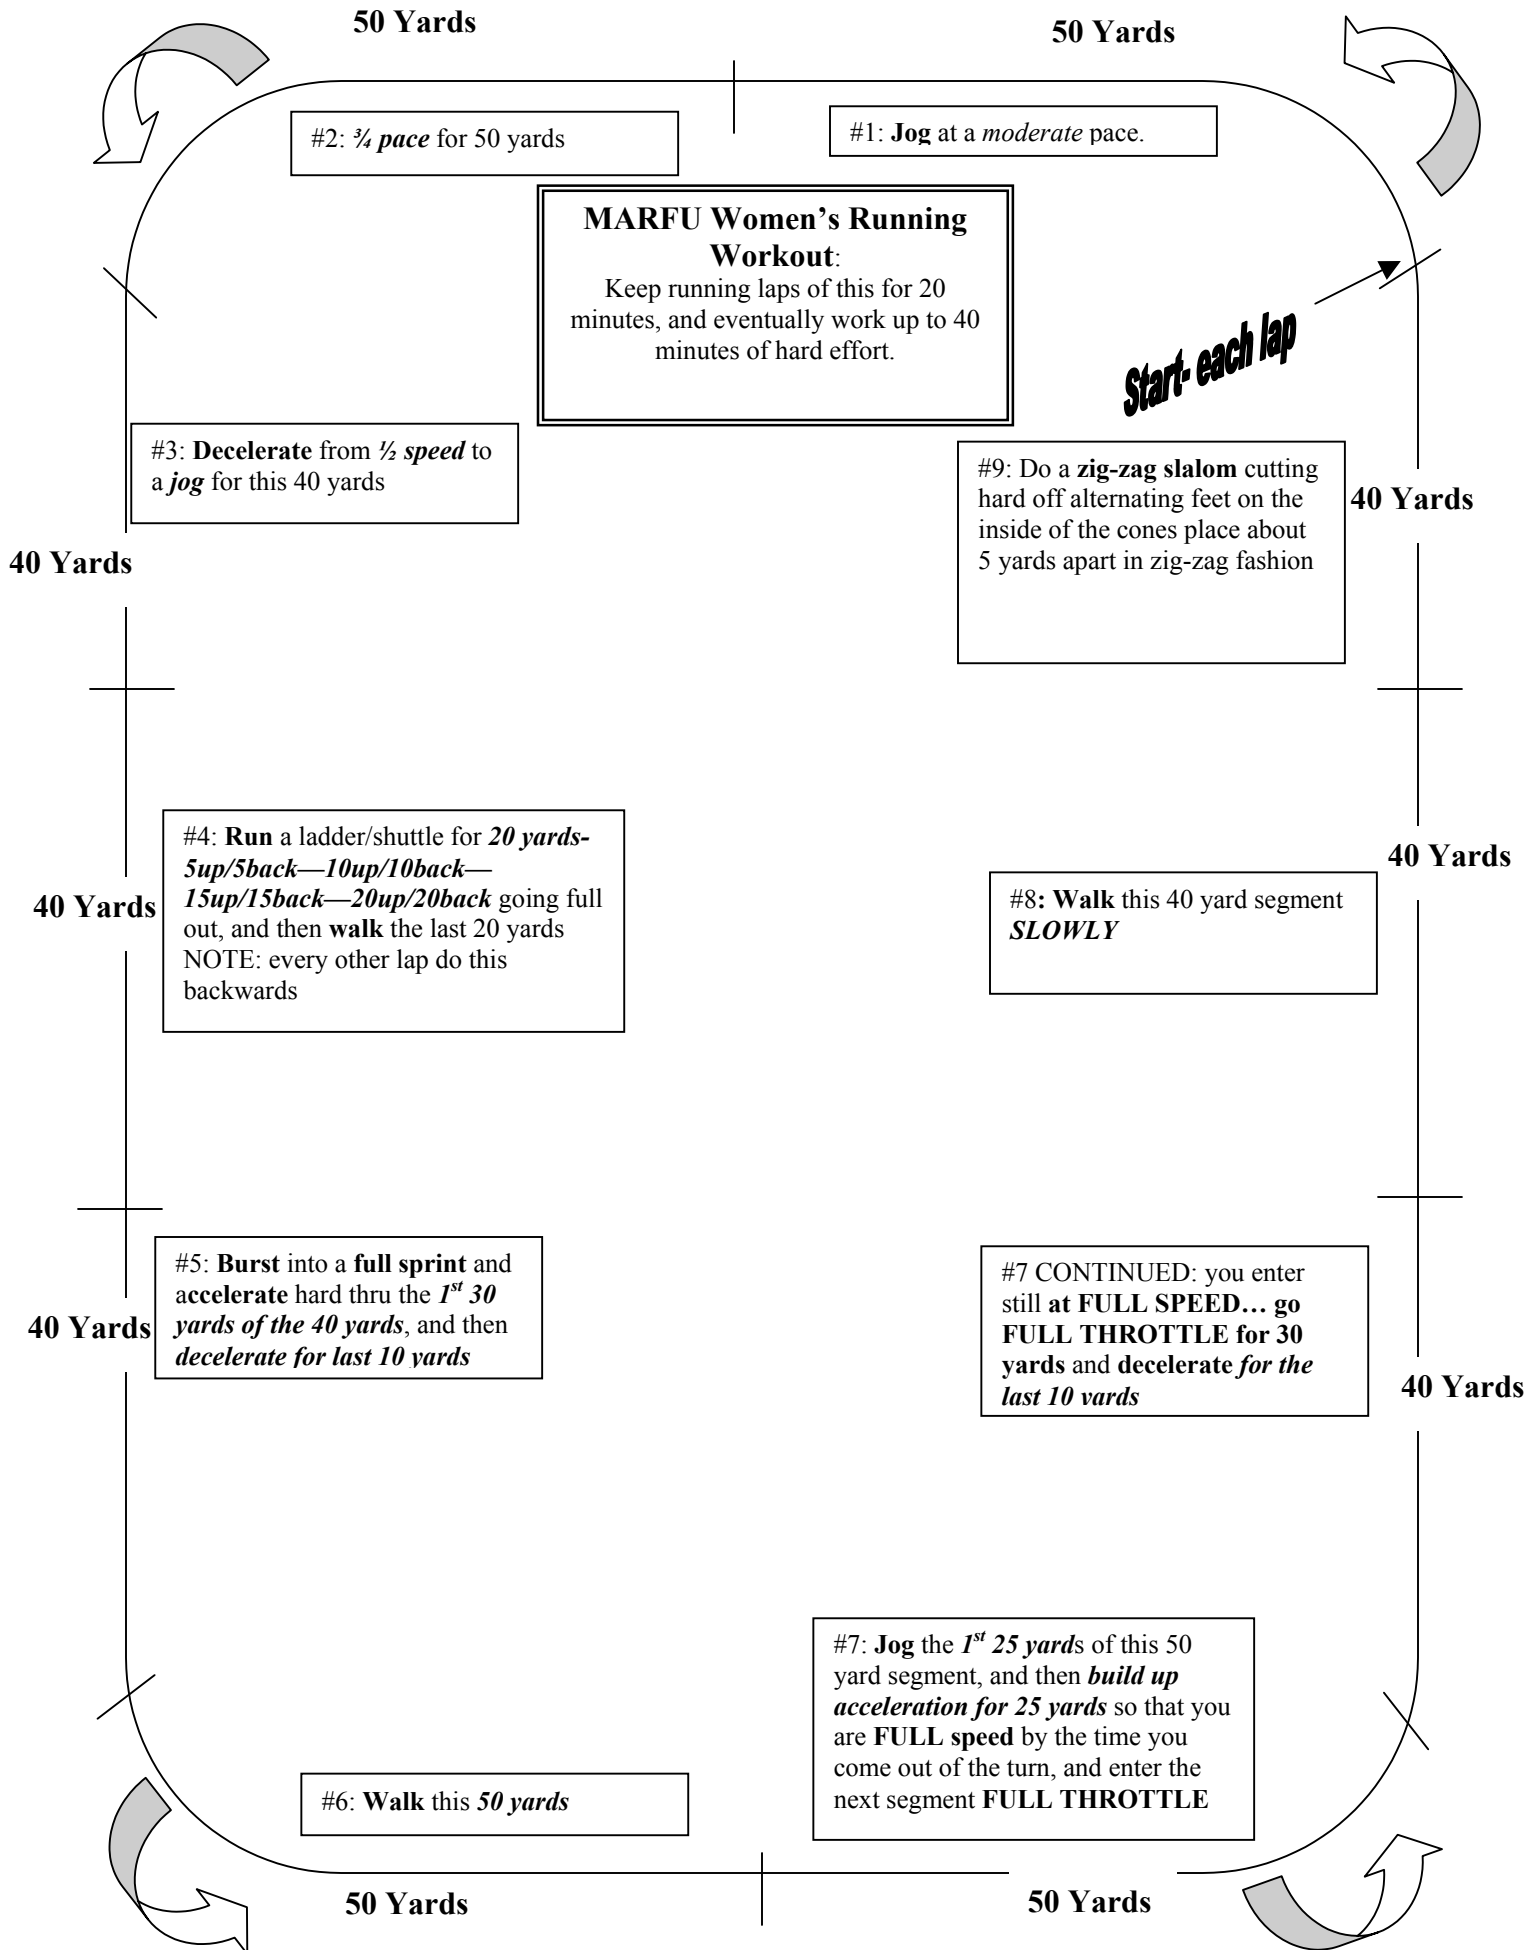 50 Yards
50 Yards
#2: ¾ pace for 50 yards
#1: Jog at a moderate pace.
MARFU Women’s Running
Workout:
Keep running laps of this for 20
minutes, and eventually work up to 40
minutes of hard effort.
Start- each lap
#3: Decelerate from ½ speed to
a jog for this 40 yards
40 Yards
#9: Do a zig-zag slalom cutting
hard off alternating feet on the
inside of the cones place about
5 yards apart in zig-zag fashion
40 Yards
#4: Run a ladder/shuttle for 20 yards-
5up/5back—10up/10back—
15up/15back—20up/20back going full
out, and then walk the last 20 yards
NOTE: every other lap do this
backwards
40 Yards
40 Yards
#8: Walk this 40 yard segment
SLOWLY
#5: Burst into a full sprint and
accelerate hard thru the 1st 30
yards of the 40 yards, and then
decelerate for last 10 yards
40 Yards
#7 CONTINUED: you enter
still at FULL SPEED… go
FULL THROTTLE for 30
yards and decelerate for the
last 10 yards
40 Yards
#7: Jog the 1st 25 yards of this 50
yard segment, and then build up
acceleration for 25 yards so that you
are FULL speed by the time you
come out of the turn, and enter the
next segment FULL THROTTLE
#6: Walk this 50 yards
50 Yards
50 Yards